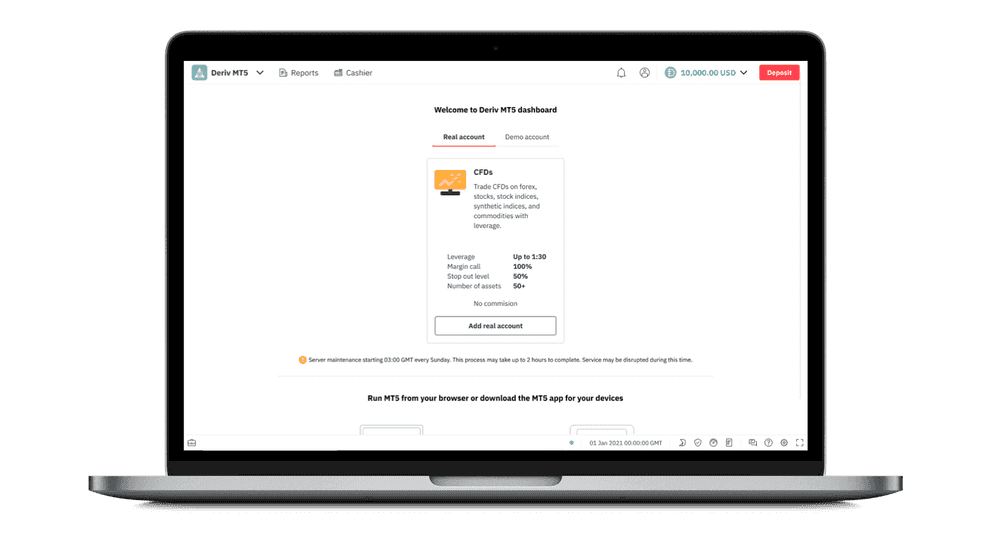 Deriv MT5 Reports Cashier 10,000.00 USD Deposit
Welcome to Deriv MT5 dashboard
Real account Demo account
CFDs
Trade CFDs on forex,
stocks, stock indices,
synthetic indices, and
commodities with
leverage.
Leverage Up to 1:30
Margin call 100%
Stop out level 50%
Number of assets 50+
No commision
Add real account
Server maintenance starting 03:00 GMT every Sunday. This process may take up to 2 hours to complete. Service may be disrupted during this time.
Run MT5 from your browser or download the MT5 app for your devices
01 Jan 2021 00:00:00 GMT